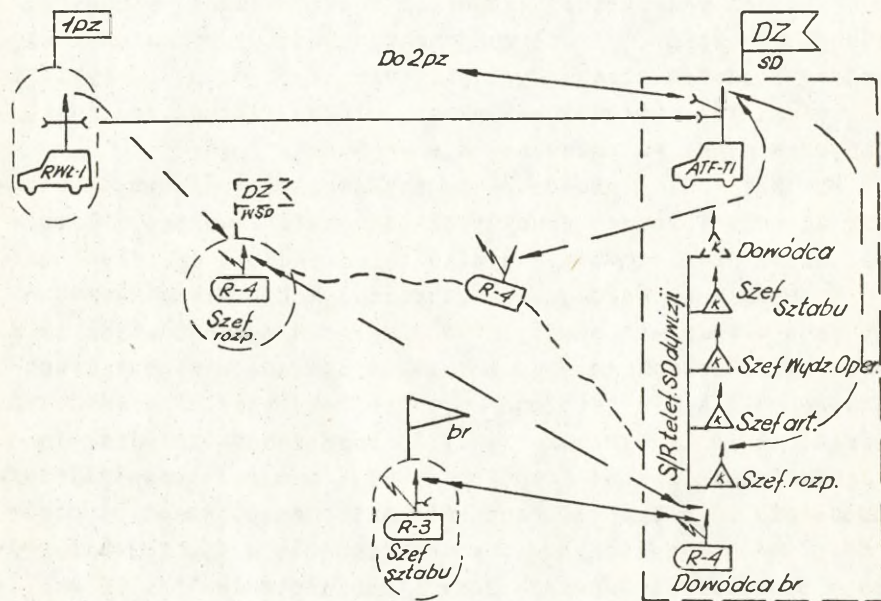 1pz
DZ
SD
Do 2pz
RWŁ-1
ATF-T1
DZ
WSD
R-4
Szef
rozp.
R-4
S/R telef. SD dywizji
k
Dowódca
k
Szef
Sztabu
k
Szef Wydz. Oper.
k
Szef art.
k
Szef. rozp.
br
R-3
Szef
sztabu
R-4
Dowódca br